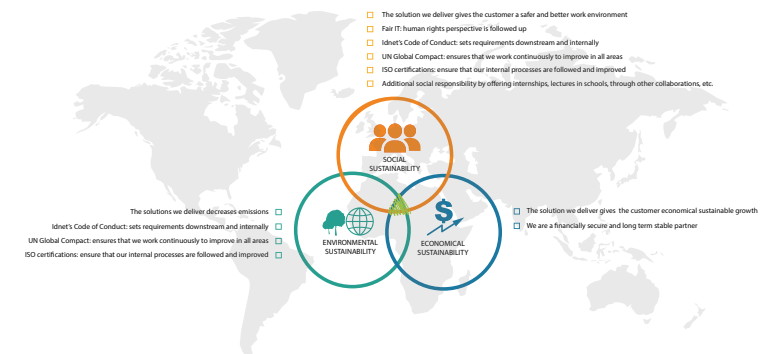 The solution we deliver gives the customer a safer and better work environment
Fair IT: human rights perspective is followed up
Idnet's Code of Conduct: sets requirements downstream and internally
UN Global Compact: ensures that we work continuously to improve in all areas
ISO certifications: ensure that our internal processes are followed and improved
Additional social responsibility by offering internships, lectures in schools, through other collaborations, etc.
SOCIAL
SUSTAINABILITY
The solutions we deliver decreases emissions
Idnet's Code of Conduct: sets requirements downstream and internally
UN Global Compact: ensures that we work continuously to improve in all areas
ISO certifications: ensure that our internal processes are followed and improved
ENVIRONMENTAL
SUSTAINABILITY
$
ECONOMICAL
SUSTAINABILITY
The solution we deliver gives the customer economical sustainable growth
We are a financially secure and long term stable partner